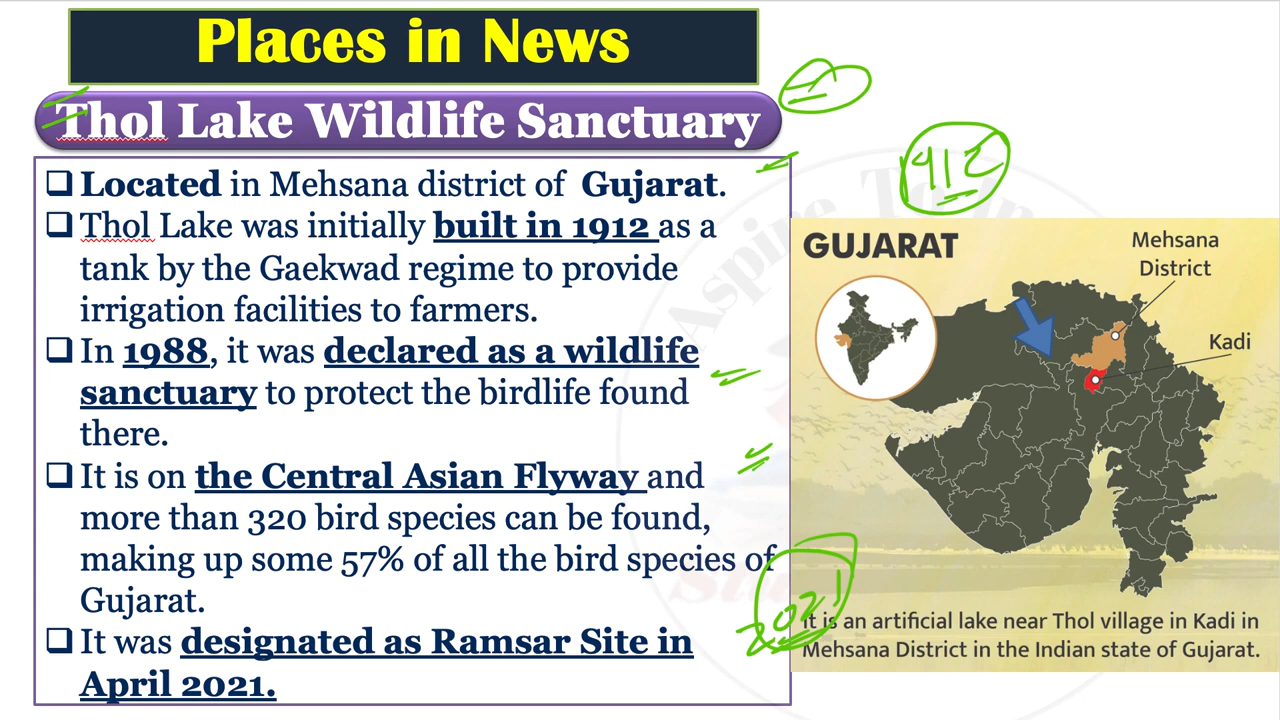 Places in News
Thol Lake Wildlife Sanctuary
❑ Located in Mehsana district of Gujarat.
❑ Thol Lake was initially built in 1912 as a
tank by the Gaekwad regime to provide
irrigation facilities to farmers.
❑ In 1988, it was declared as a wildlife
sanctuary to protect the birdlife found
there.
❑ It is on the Central Asian Flyway and
more than 320 bird species can be found,
making up some 57% of all the bird species of
Gujarat.
❑ It was designated as Ramsar Site in
April 2021.
912
2021
GUJARAT
Mehsana
District
Kadi
It is an artificial lake near Thol village in Kadi in
Mehsana District in the Indian state of Gujarat.